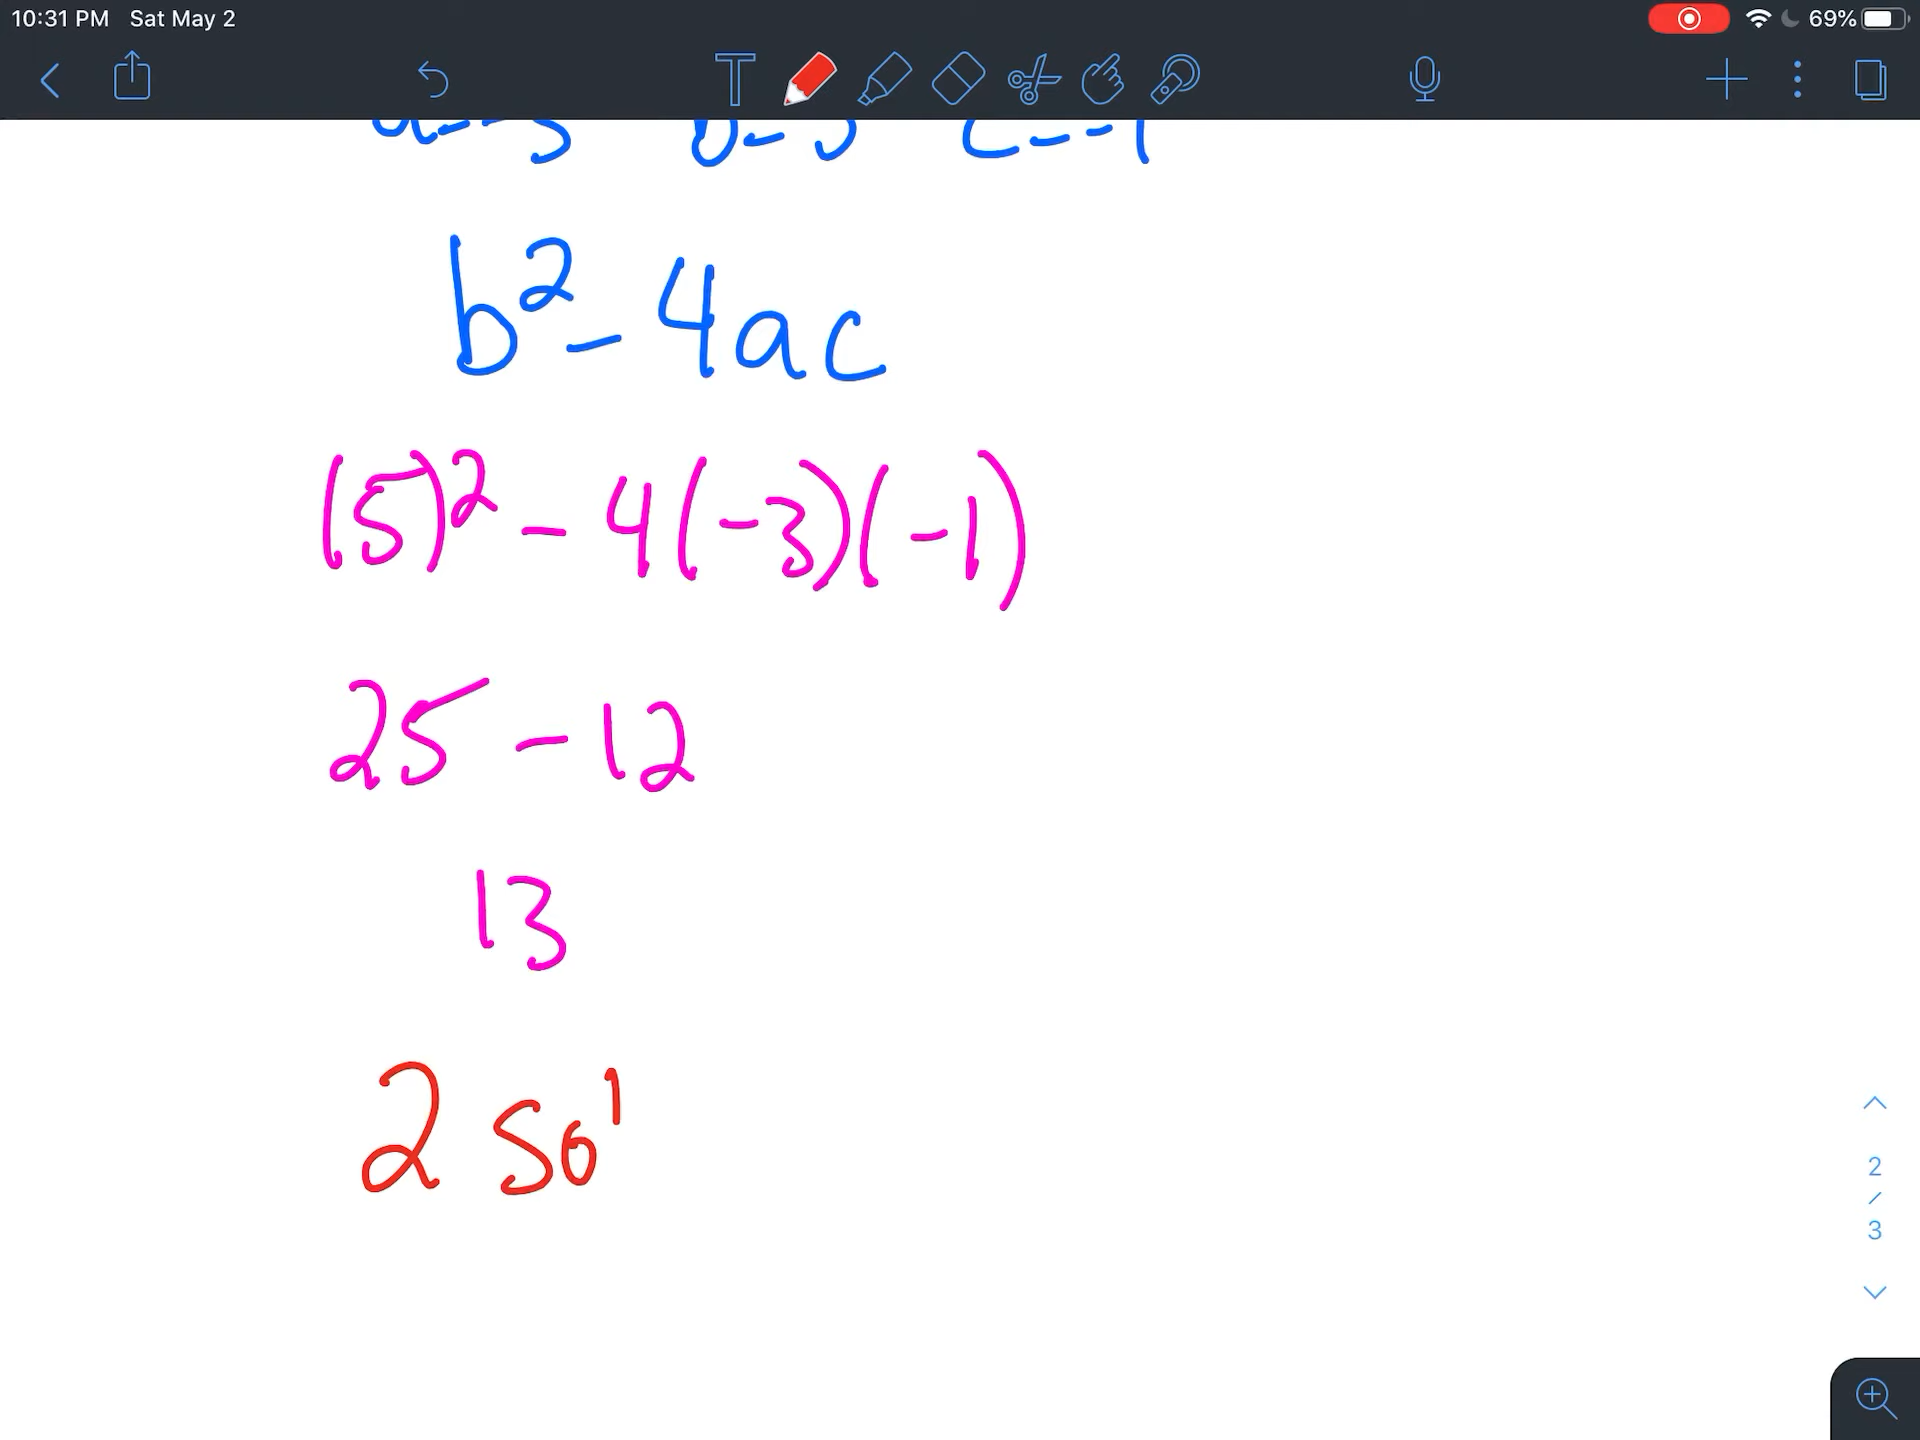 10:31 PM Sat May 2
69%
T
b² - 4ac
(5)² - 4(-3)(-1)
25 - 12
13
2 sol
2
/
3